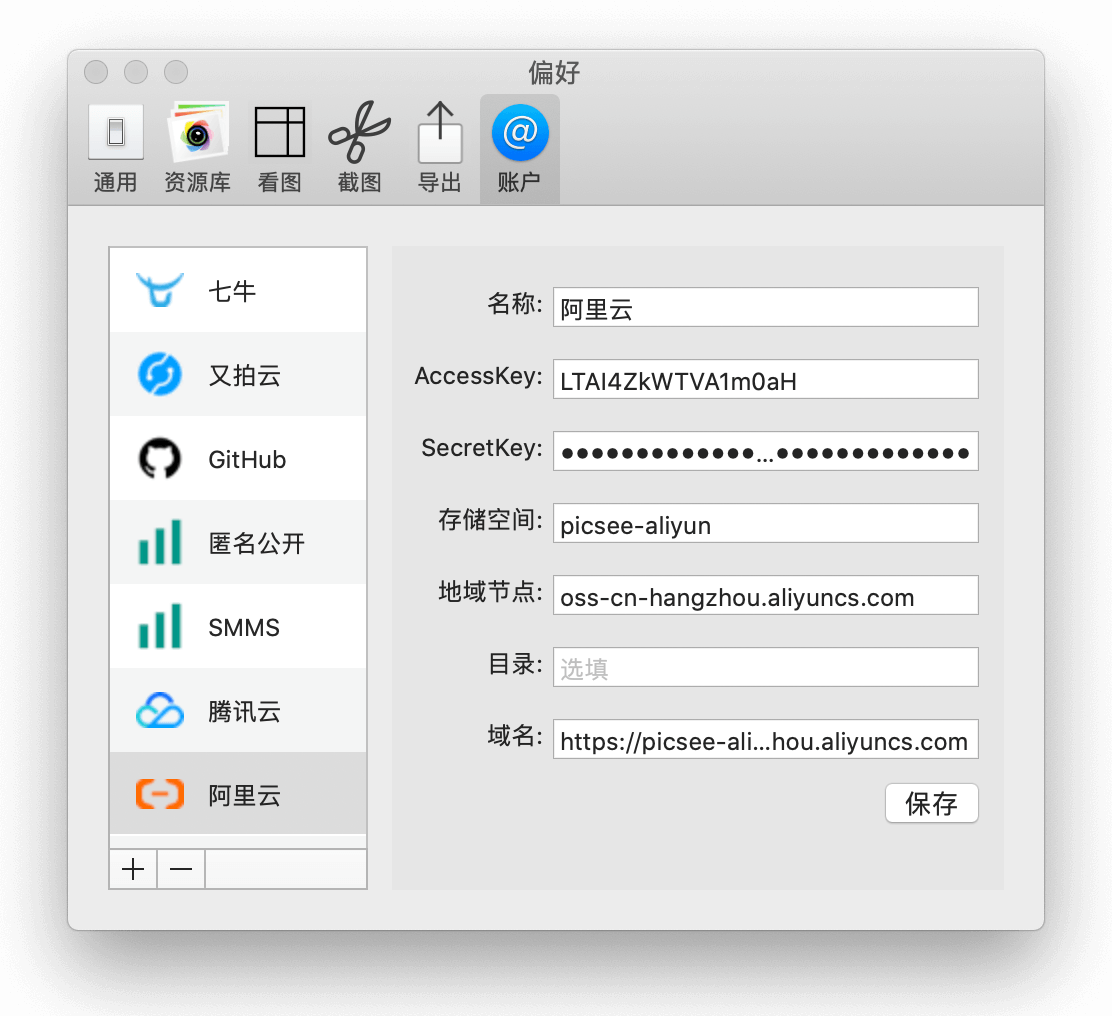 偏好
通用
资源库
看图
截图
导出
@
账户
七牛
又拍云
GitHub
匿名公开
SMMS
腾讯云
阿里云
名称: 阿里云
AccessKey: LTAI4ZkWTVA1m0aH
SecretKey: ●●●●●●●●●●●●●…●●●●●●●●●●●●●
存储空间: picsee-aliyun
地域节点: oss-cn-hangzhou.aliyuncs.com
目录: 选填
域名: https://picsee-ali...hou.aliyuncs.com
保存